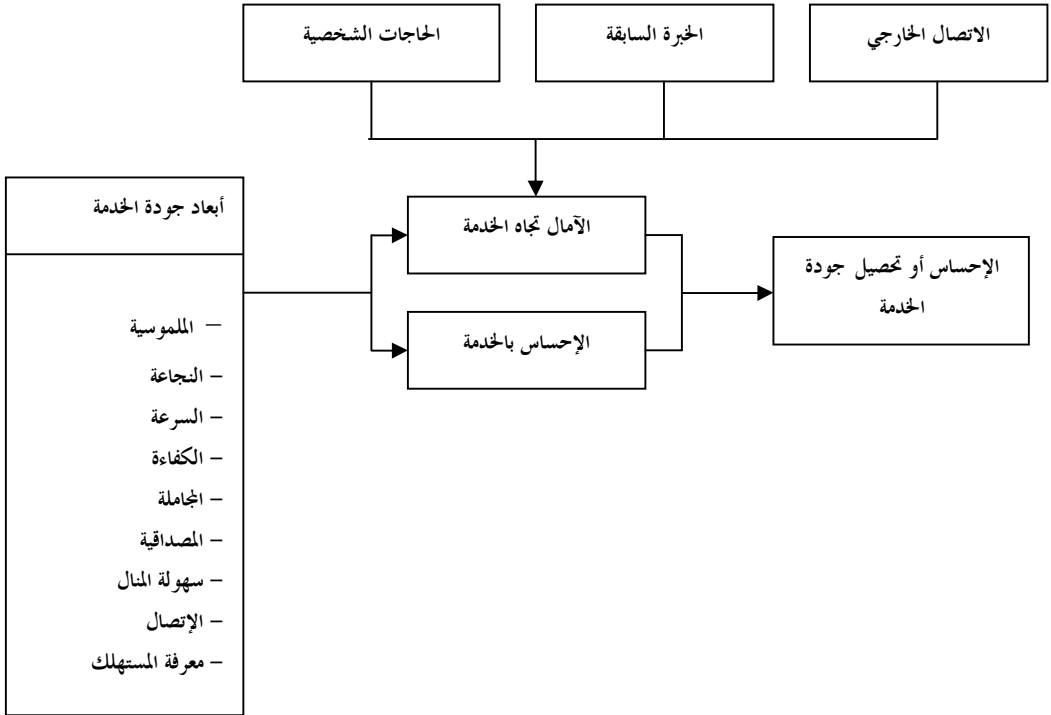 الاتصال الخارجي
الخبرة السابقة
الحاجات الشخصية
أبعاد جودة الخدمة
– الملموسية
– النجاعة
– السرعة
– الكفاءة
– المجاملة
– المصداقية
– سهولة المنال
– الإتصال
– معرفة المستهلك
الآمال تجاه الخدمة
الإحساس بالخدمة
الإحساس أو تحصيل جودة
الخدمة